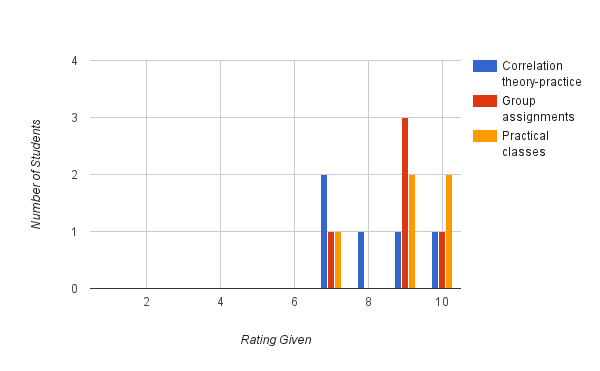 4
3
2
1
0
2
4
6
8
10
Number of Students
Rating Given
Correlation
theory-practice
Group
assignments
Practical
classes